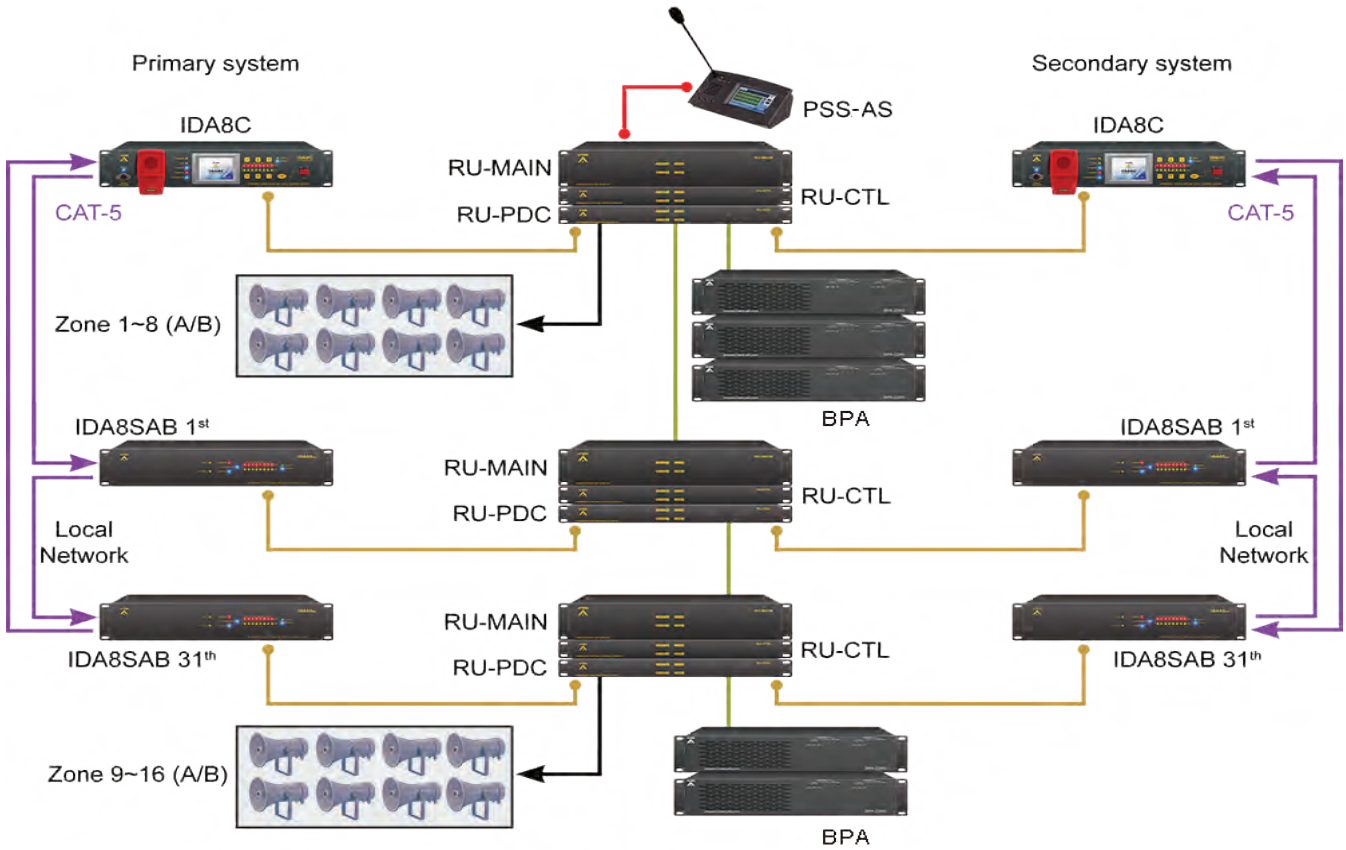 Primary system
Secondary system
IDA8C
PSS-AS
IDA8C
RU-MAIN
RU-CTL
RU-PDC
CAT-5
CAT-5
Zone 1~8 (A/B)
BPA
IDA8SAB 1st
IDA8SAB 1st
RU-MAIN
RU-CTL
RU-PDC
Local
Network
Local
Network
RU-MAIN
RU-CTL
RU-PDC
IDA8SAB 31th
IDA8SAB 31th
Zone 9~16 (A/B)
BPA